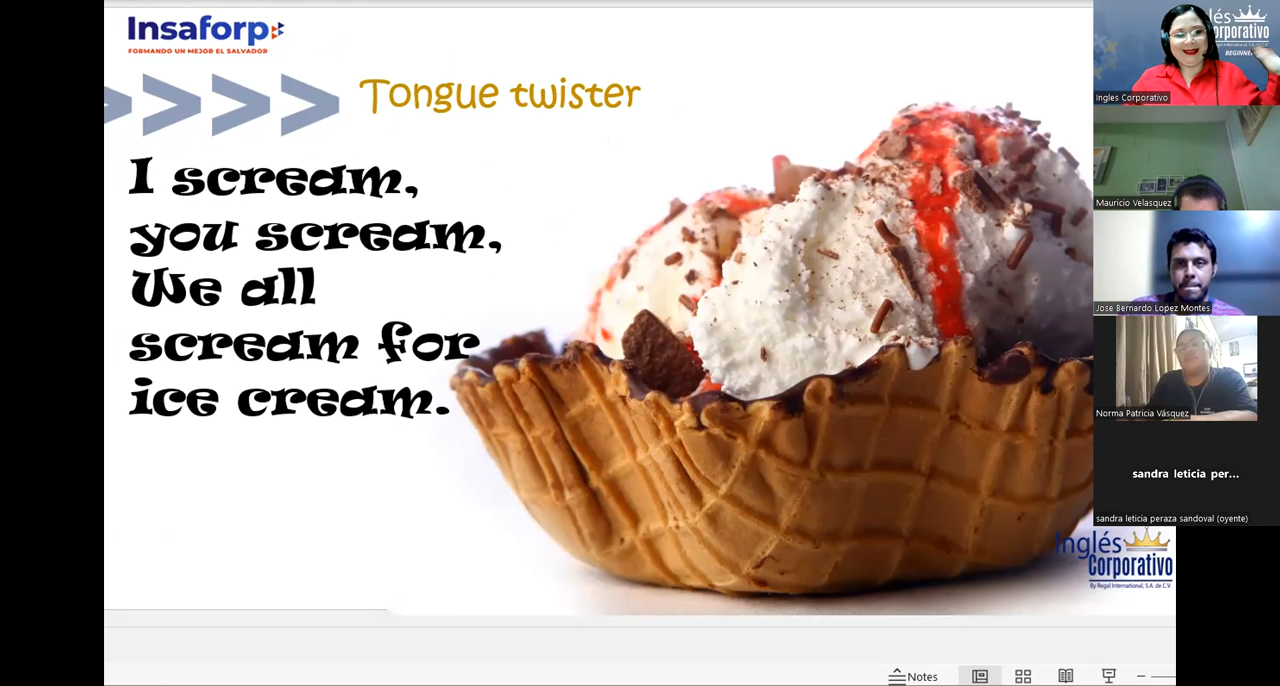 Insaforp
FORMANDO UN MEJOR EL SALVADOR
Tongue twister
I scream,
you scream,
We all
scream for
ice cream.
Inglés
Corporativo
By Regal International, S.A. de C.V.
Notes
Corporativo
Ingles Corporativo
Mauricio Velasquez
Jose Bernardo Lopez Montes
Norma Patricia Vásquez
sandra leticia per...
sandra leticia peraza sandoval (oyente)